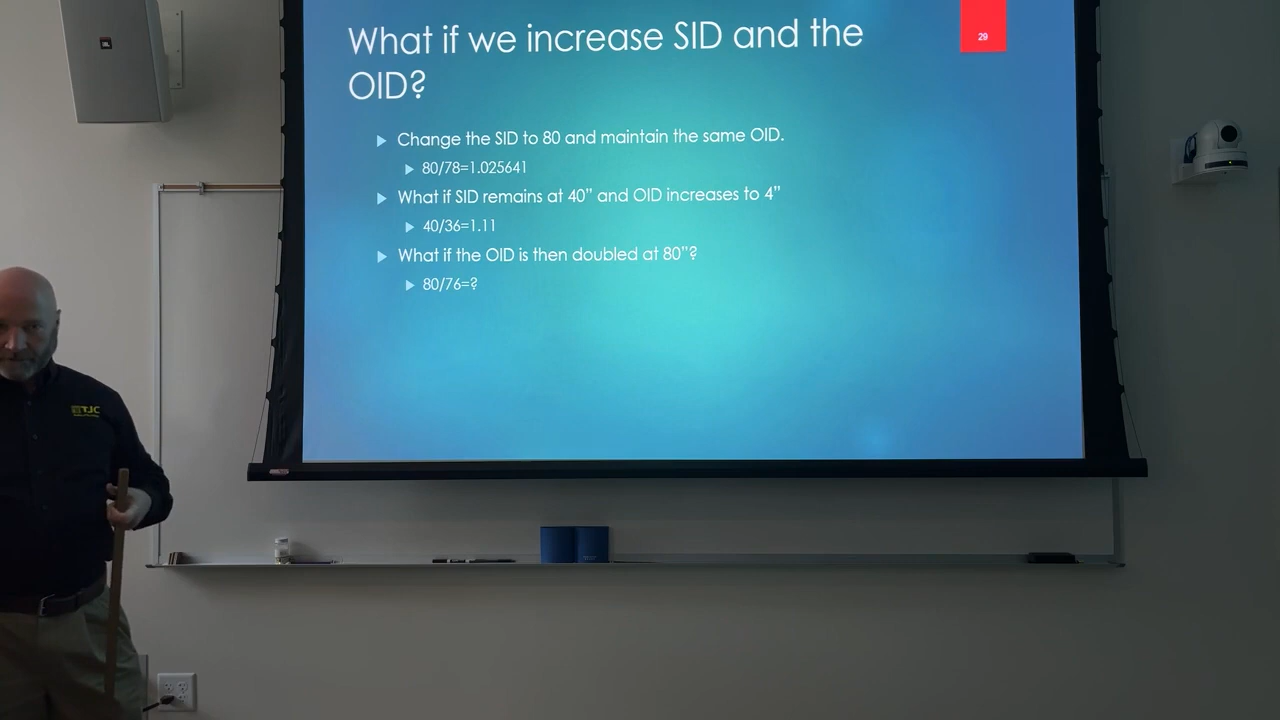 JBL
What if we increase SID and the
OID?
29
Change the SID to 80 and maintain the same OID.
80/78=1.025641
What if SID remains at 40” and OID increases to 4”
40/36=1.11
What if the OID is then doubled at 80”?
80/76=?
TJC